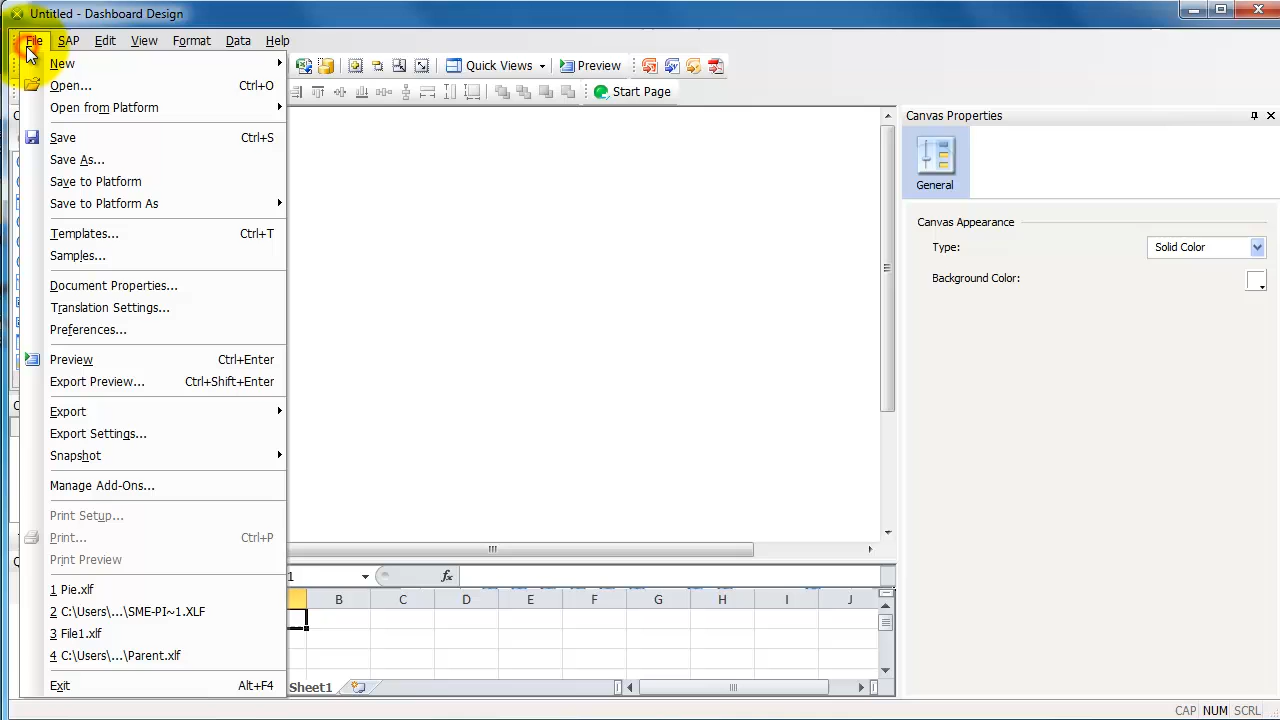 Untitled - Dashboard Design
File SAP Edit View Format Data Help
Quick Views Preview
Start Page
New
Open... Ctrl+O
Open from Platform
Save Ctrl+S
Save As...
Save to Platform
Save to Platform As
Templates... Ctrl+T
Samples...
Document Properties...
Translation Settings...
Preferences...
Preview Ctrl+Enter
Export Preview... Ctrl+Shift+Enter
Export
Export Settings...
Snapshot
Manage Add-Ons...
Print Setup...
Print... Ctrl+P
Print Preview
1 Pie.xlf
2 C:\Users\...\SME-PI~1.XLF
3 File1.xlf
4 C:\Users\...\Parent.xlf
Exit Alt+F4
Canvas Properties
General
Canvas Appearance
Type: Solid Color
Background Color:
1 fx
B C D E F G H I J
Sheet1
CAP NUM SCRL